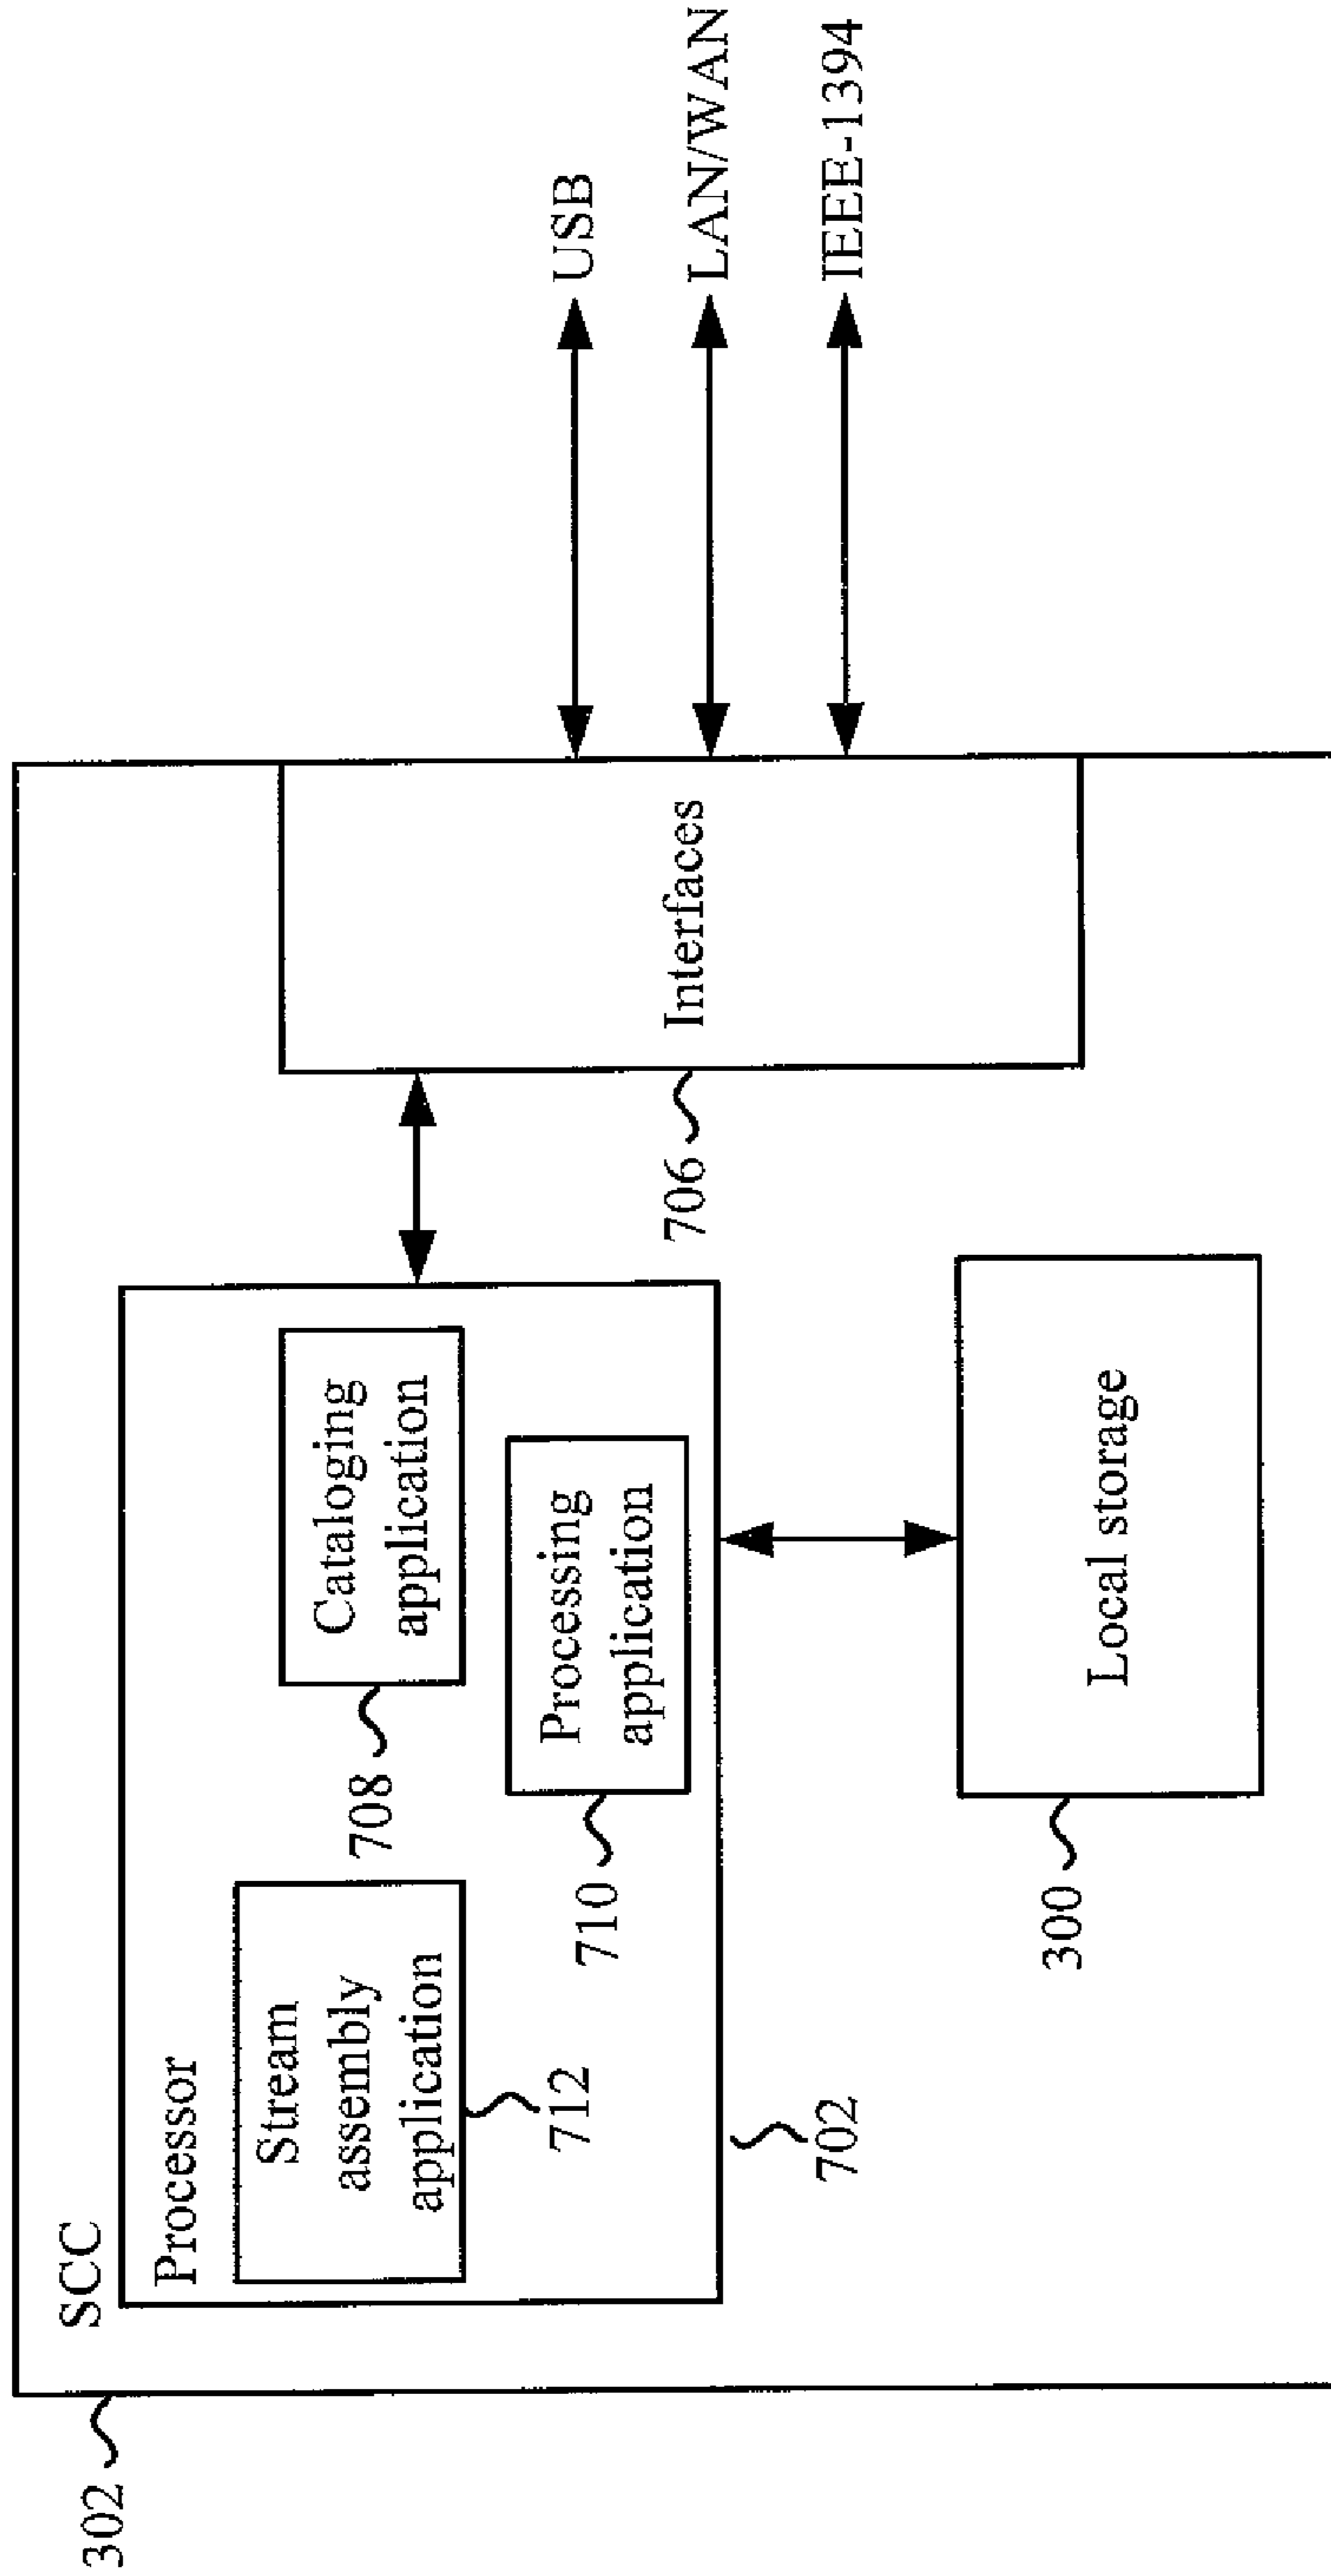 302
SCC
Processor
Stream
assembly
application
712
708
Cataloging
application
710
Processing
application
702
706
Interfaces
USB
LAN/WAN
IEEE-1394
300
Local storage